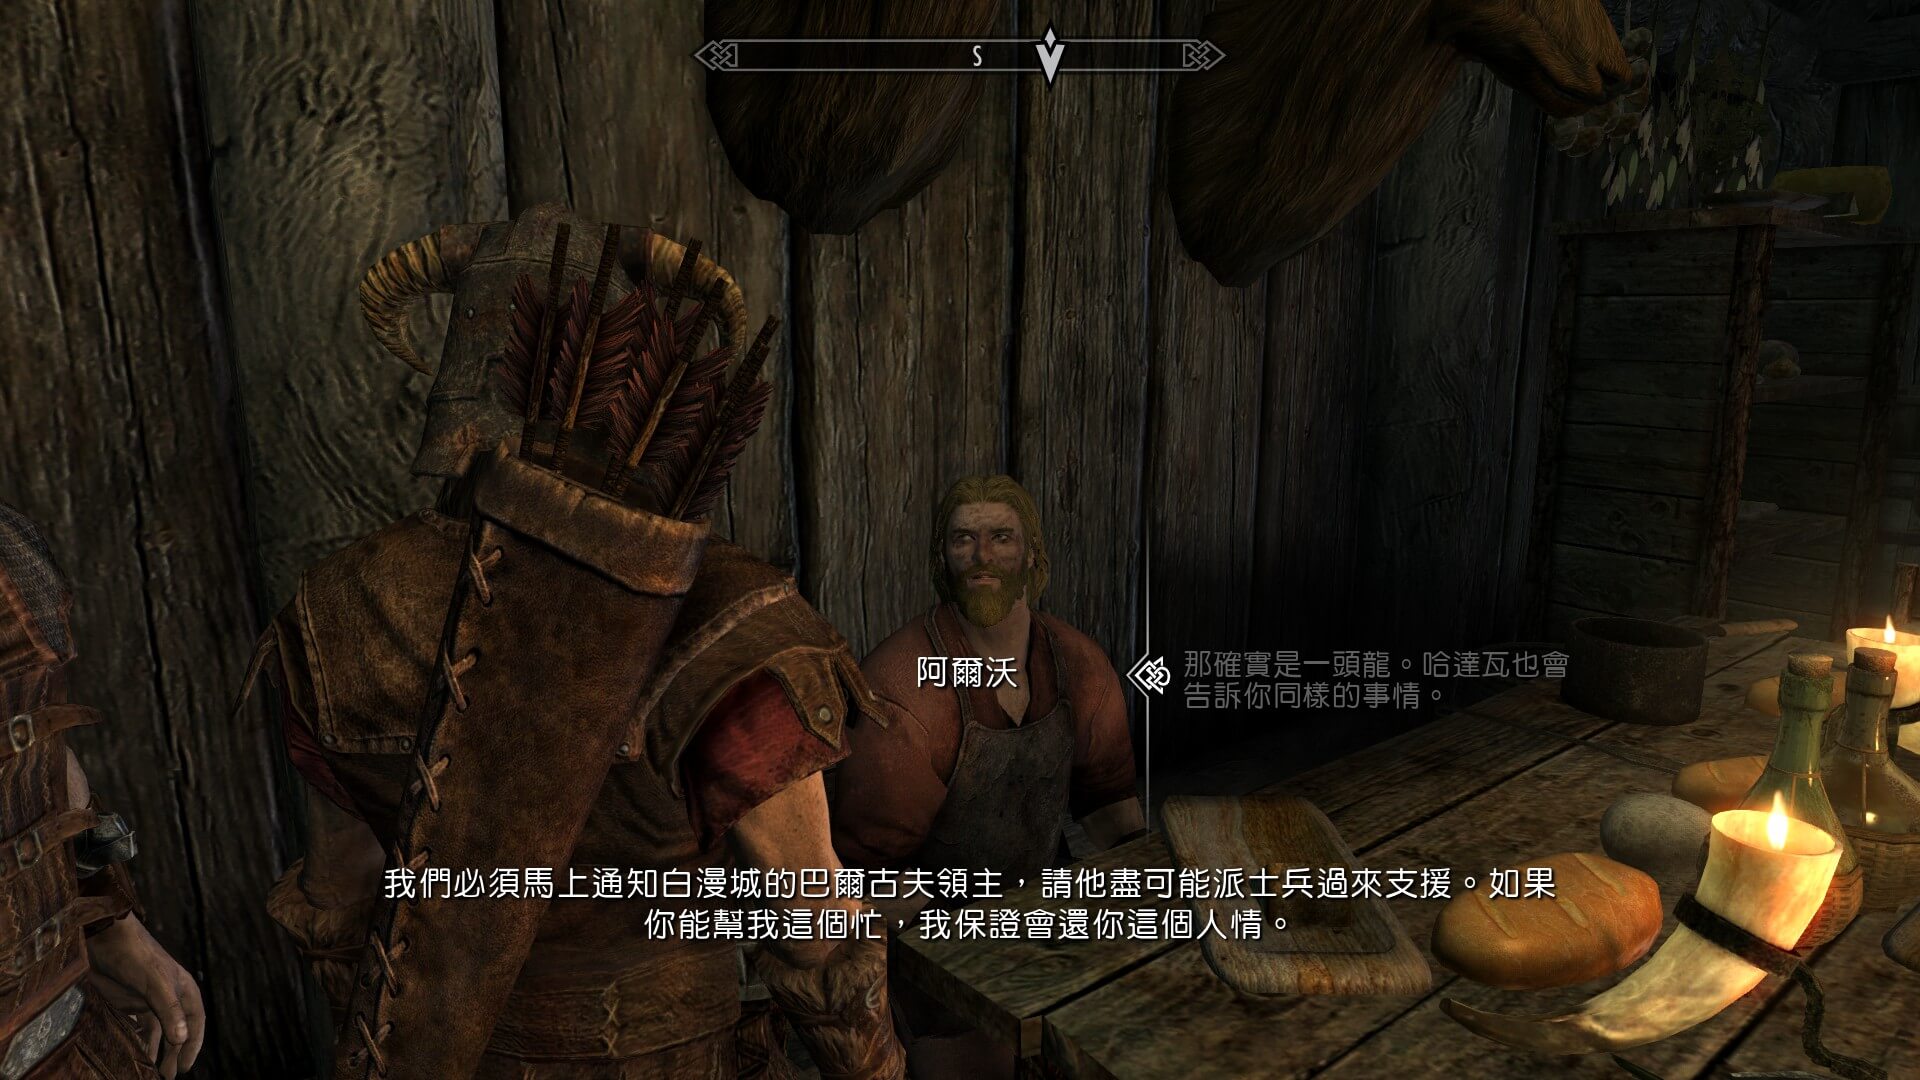 S
阿爾沃
那確實是一頭龍。哈達瓦也會
告訴你同樣的事情。
我們必須馬上通知白漫城的巴爾古夫領主，請他盡可能派士兵過來支援。如果
你能幫我這個忙，我保證會還你這個人情。